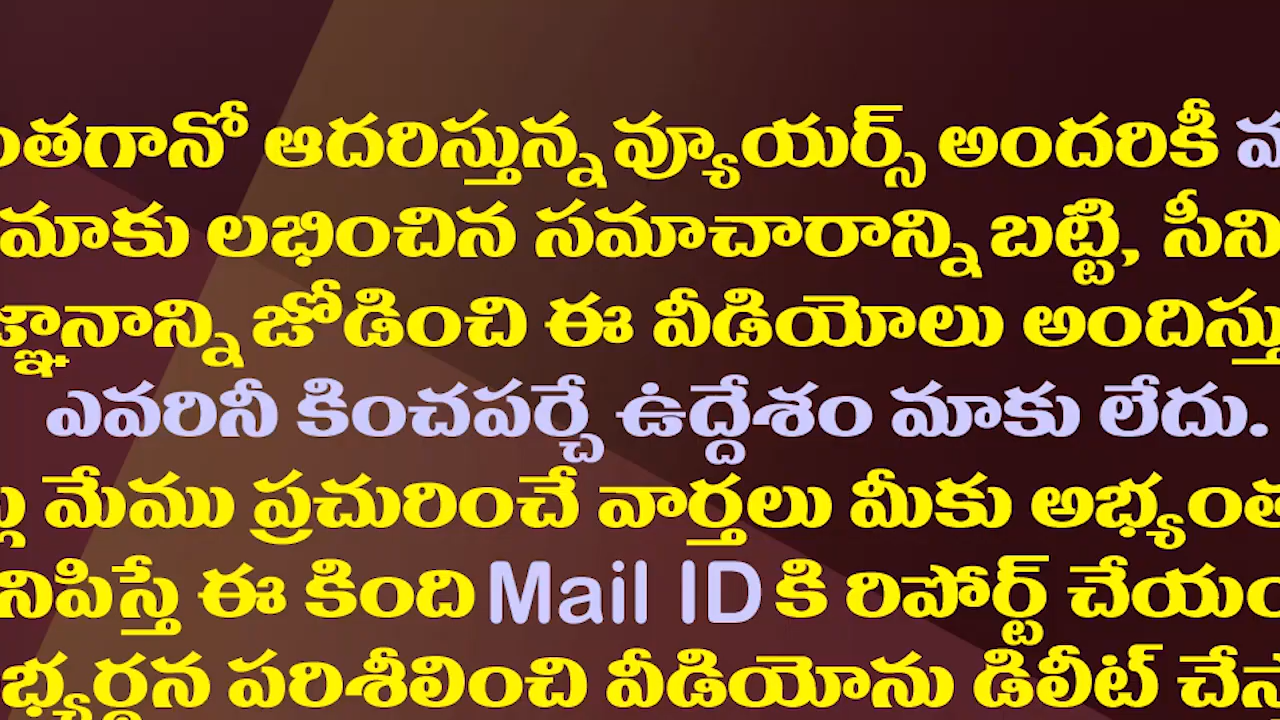 ఆదరిస్తున్న వ్యూయర్స్ అందరికీ
మాకు లభించిన సమాచారాన్ని బట్టి,
జోడించి ఈ వీడియోలు
ఎవరినీ కించపర్చే ఉద్దేశం మాకు లేదు.
మేము ప్రచురించే వార్తలు మీకు
ఈ కింది Mail ID కి రిపోర్ట్
పరిశీలించి వీడియోను డిలీట్